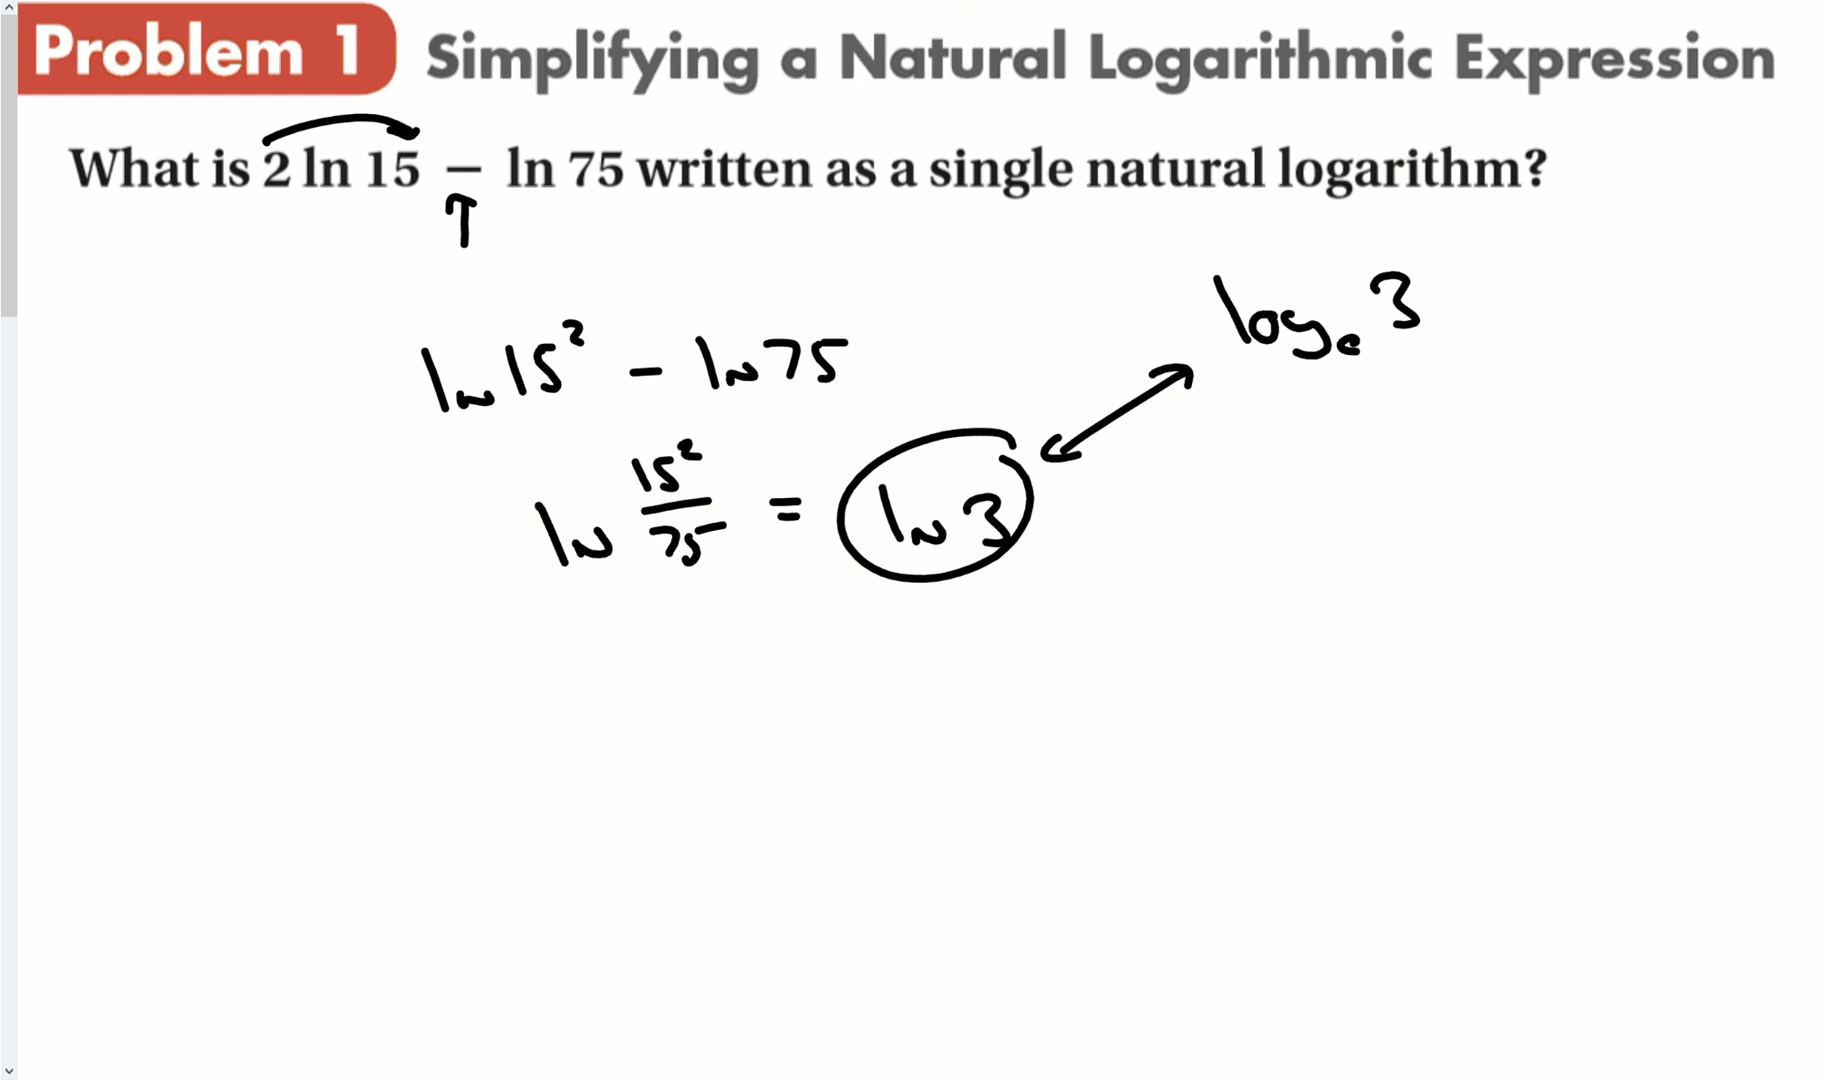 Problem 1 Simplifying a Natural Logarithmic Expression
What is 2 ln 15 − ln 75 written as a single natural logarithm?
logₑ 3
ln 15² − ln 75
ln 15²/75 = ln 3